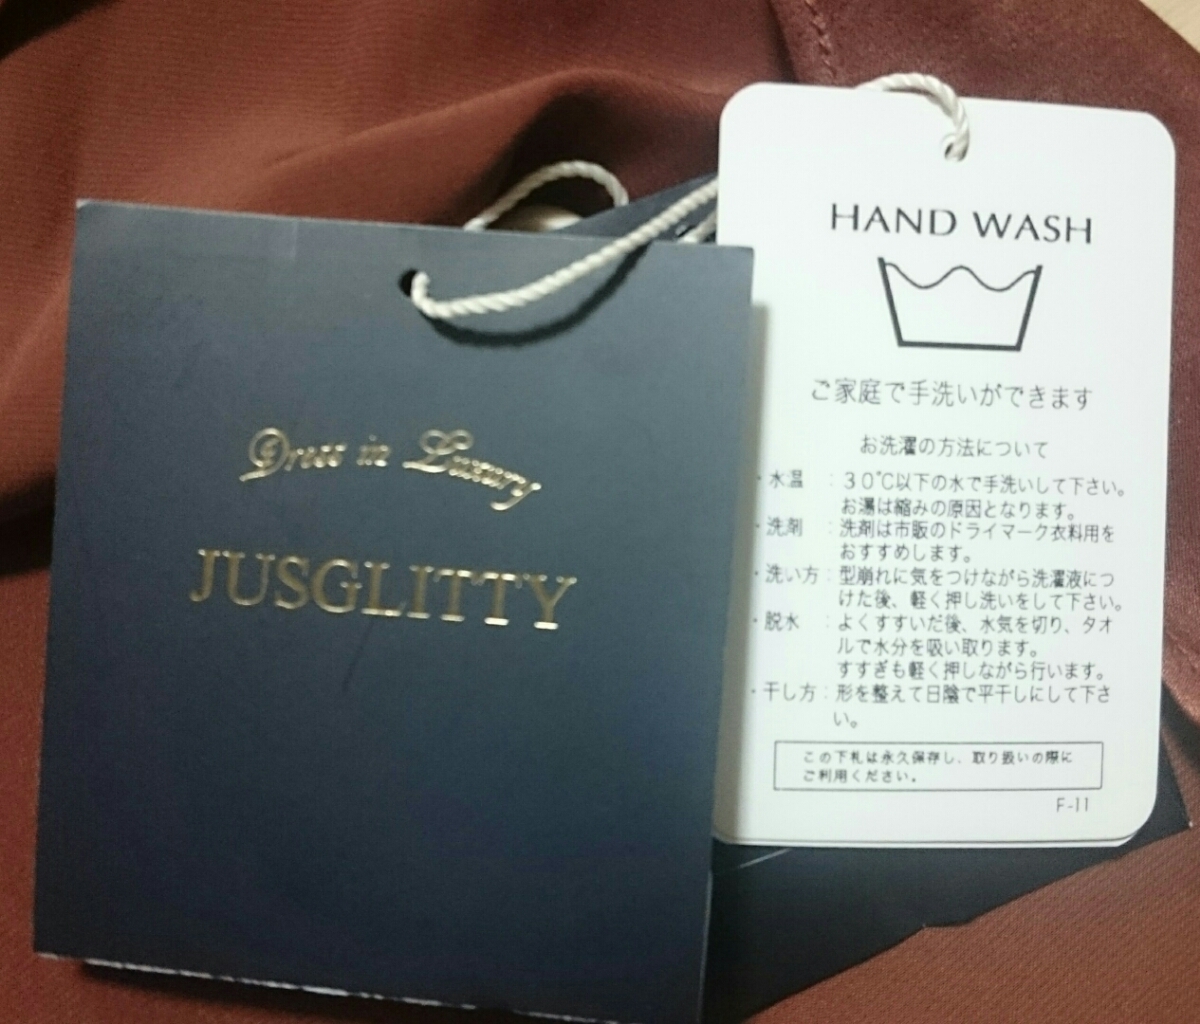 Dress in Luxury
JUSGLITTY
HAND WASH
ご家庭で手洗いができます
お洗濯の方法について
・水温 : 30℃以下の水で手洗いして下さい。
お湯は縮みの原因となります。
・洗剤 : 洗剤は市販のドライマーク衣料用を
おすすめします。
・洗い方 : 型崩れに気をつけながら洗濯液につ
けた後、軽く押し洗いをして下さい。
・脱水 : よくすすいだ後、水気を切り、タオ
ルで水分を吸い取ります。
すすぎも軽く押しながら行います。
・干し方 : 形を整えて日陰で平干しにして下さ
い。
この下札は永久保存し、取り扱いの際に
ご利用ください。
F-11